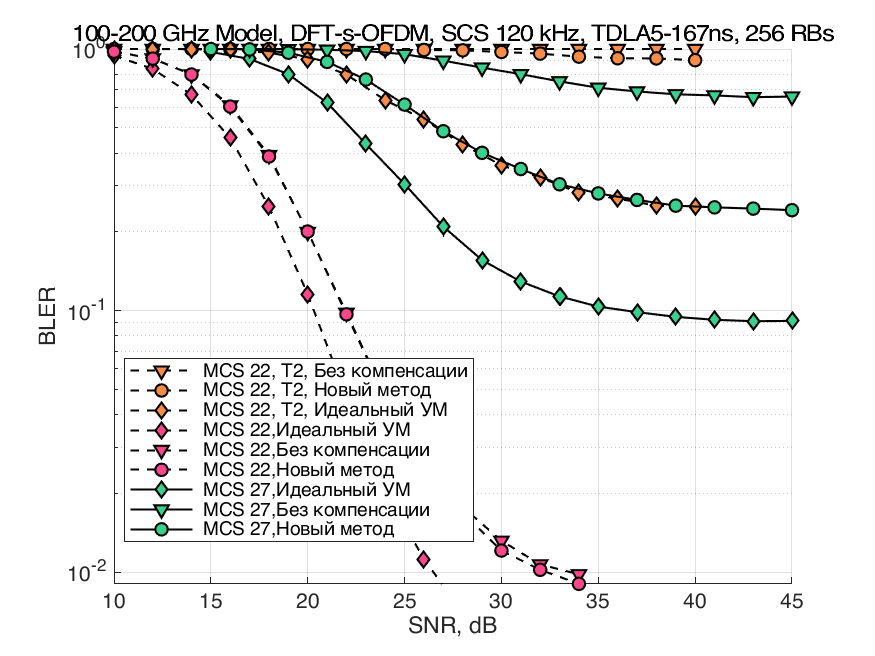 100-200 GHz Model, DFT-s-OFDM, SCS 120 kHz, TDLA5-167ns, 256 RBs
10^0
10^-1
10^-2
BLER
MCS 22, T2, Без компенсации
MCS 22, T2, Новый метод
MCS 22, T2, Идеальный УМ
MCS 22,Идеальный УМ
MCS 22,Без компенсации
MCS 22,Новый метод
MCS 27,Идеальный УМ
MCS 27,Без компенсации
MCS 27,Новый метод
10 15 20 25 30 35 40 45
SNR, dB